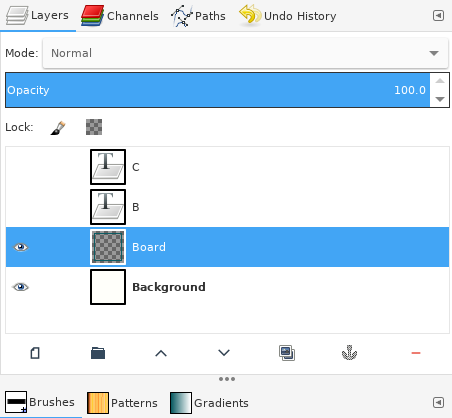 Layers Channels Paths Undo History
Mode: Normal
Opacity 100.0
Lock:
C
B
Board
Background
Brushes Patterns Gradients